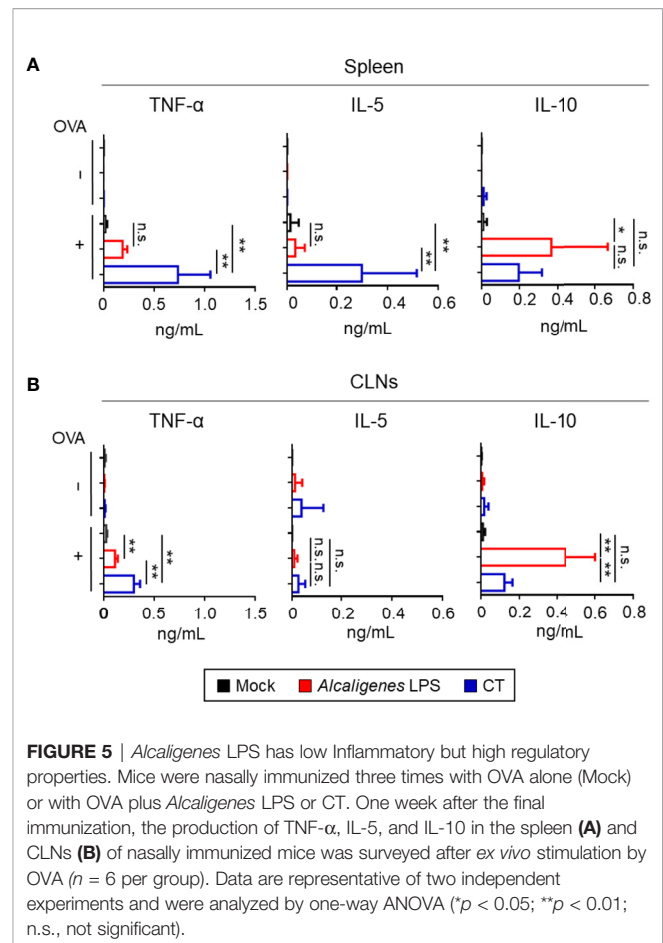 A
Spleen
TNF-α IL-5 IL-10
OVA
−
+
n.s. ** **
n.s. ** **
* n.s. n.s.
0 0.5 1.0 1.5 0 0.2 0.4 0.6 0 0.2 0.4 0.6 0.8
ng/mL ng/mL ng/mL
B
CLNs
TNF-α IL-5 IL-10
OVA
−
+
** ** **
n.s. n.s. n.s.
** ** n.s.
0 0.5 1.0 1.5 0 0.2 0.4 0.6 0 0.2 0.4 0.6 0.8
ng/mL ng/mL ng/mL
Mock Alcaligenes LPS CT
FIGURE 5 | Alcaligenes LPS has low Inflammatory but high regulatory
properties. Mice were nasally immunized three times with OVA alone (Mock)
or with OVA plus Alcaligenes LPS or CT. One week after the final
immunization, the production of TNF-α, IL-5, and IL-10 in the spleen (A) and
CLNs (B) of nasally immunized mice was surveyed after ex vivo stimulation by
OVA (n = 6 per group). Data are representative of two independent
experiments and were analyzed by one-way ANOVA (*p < 0.05; **p < 0.01;
n.s., not significant).